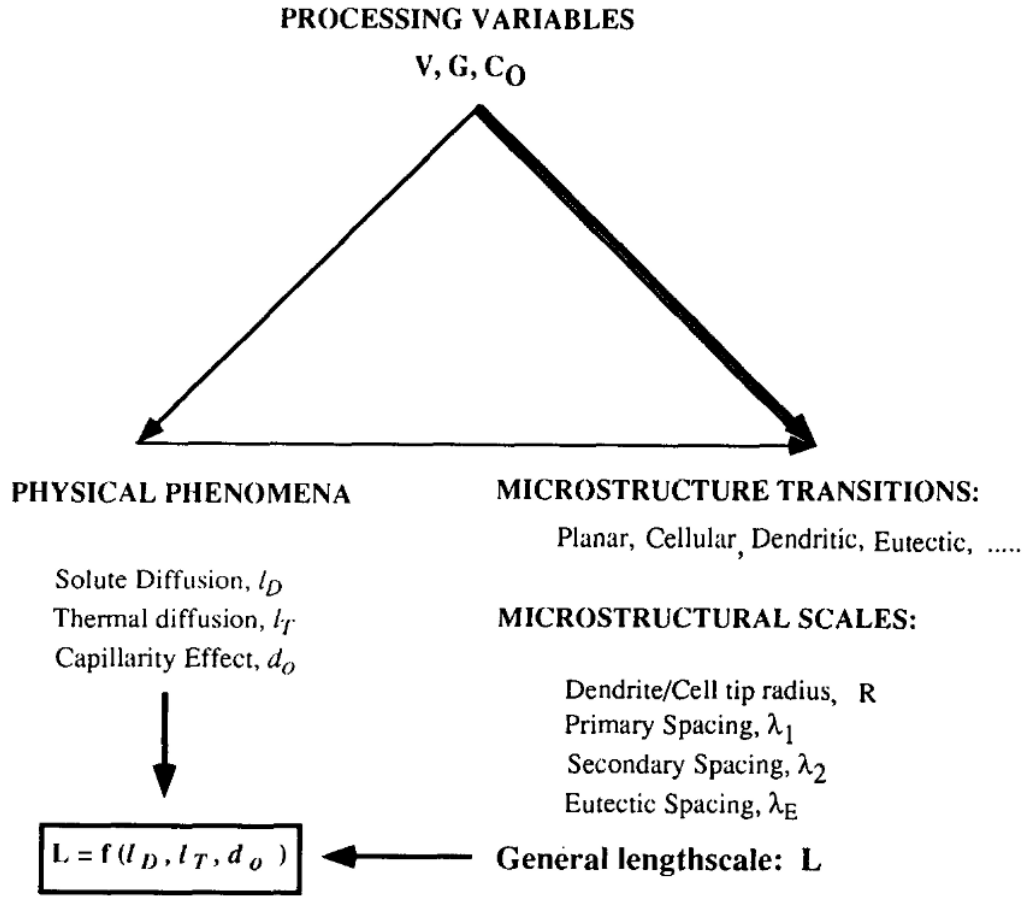 PROCESSING VARIABLES
V, G, C_O
PHYSICAL PHENOMENA
Solute Diffusion, l_D
Thermal diffusion, l_T
Capillarity Effect, d_o
L = f (l_D, l_T, d_o)
MICROSTRUCTURE TRANSITIONS:
Planar, Cellular, Dendritic, Eutectic, .....
MICROSTRUCTURAL SCALES:
Dendrite/Cell tip radius, R
Primary Spacing, λ_1
Secondary Spacing, λ_2
Eutectic Spacing, λ_E
General lengthscale: L